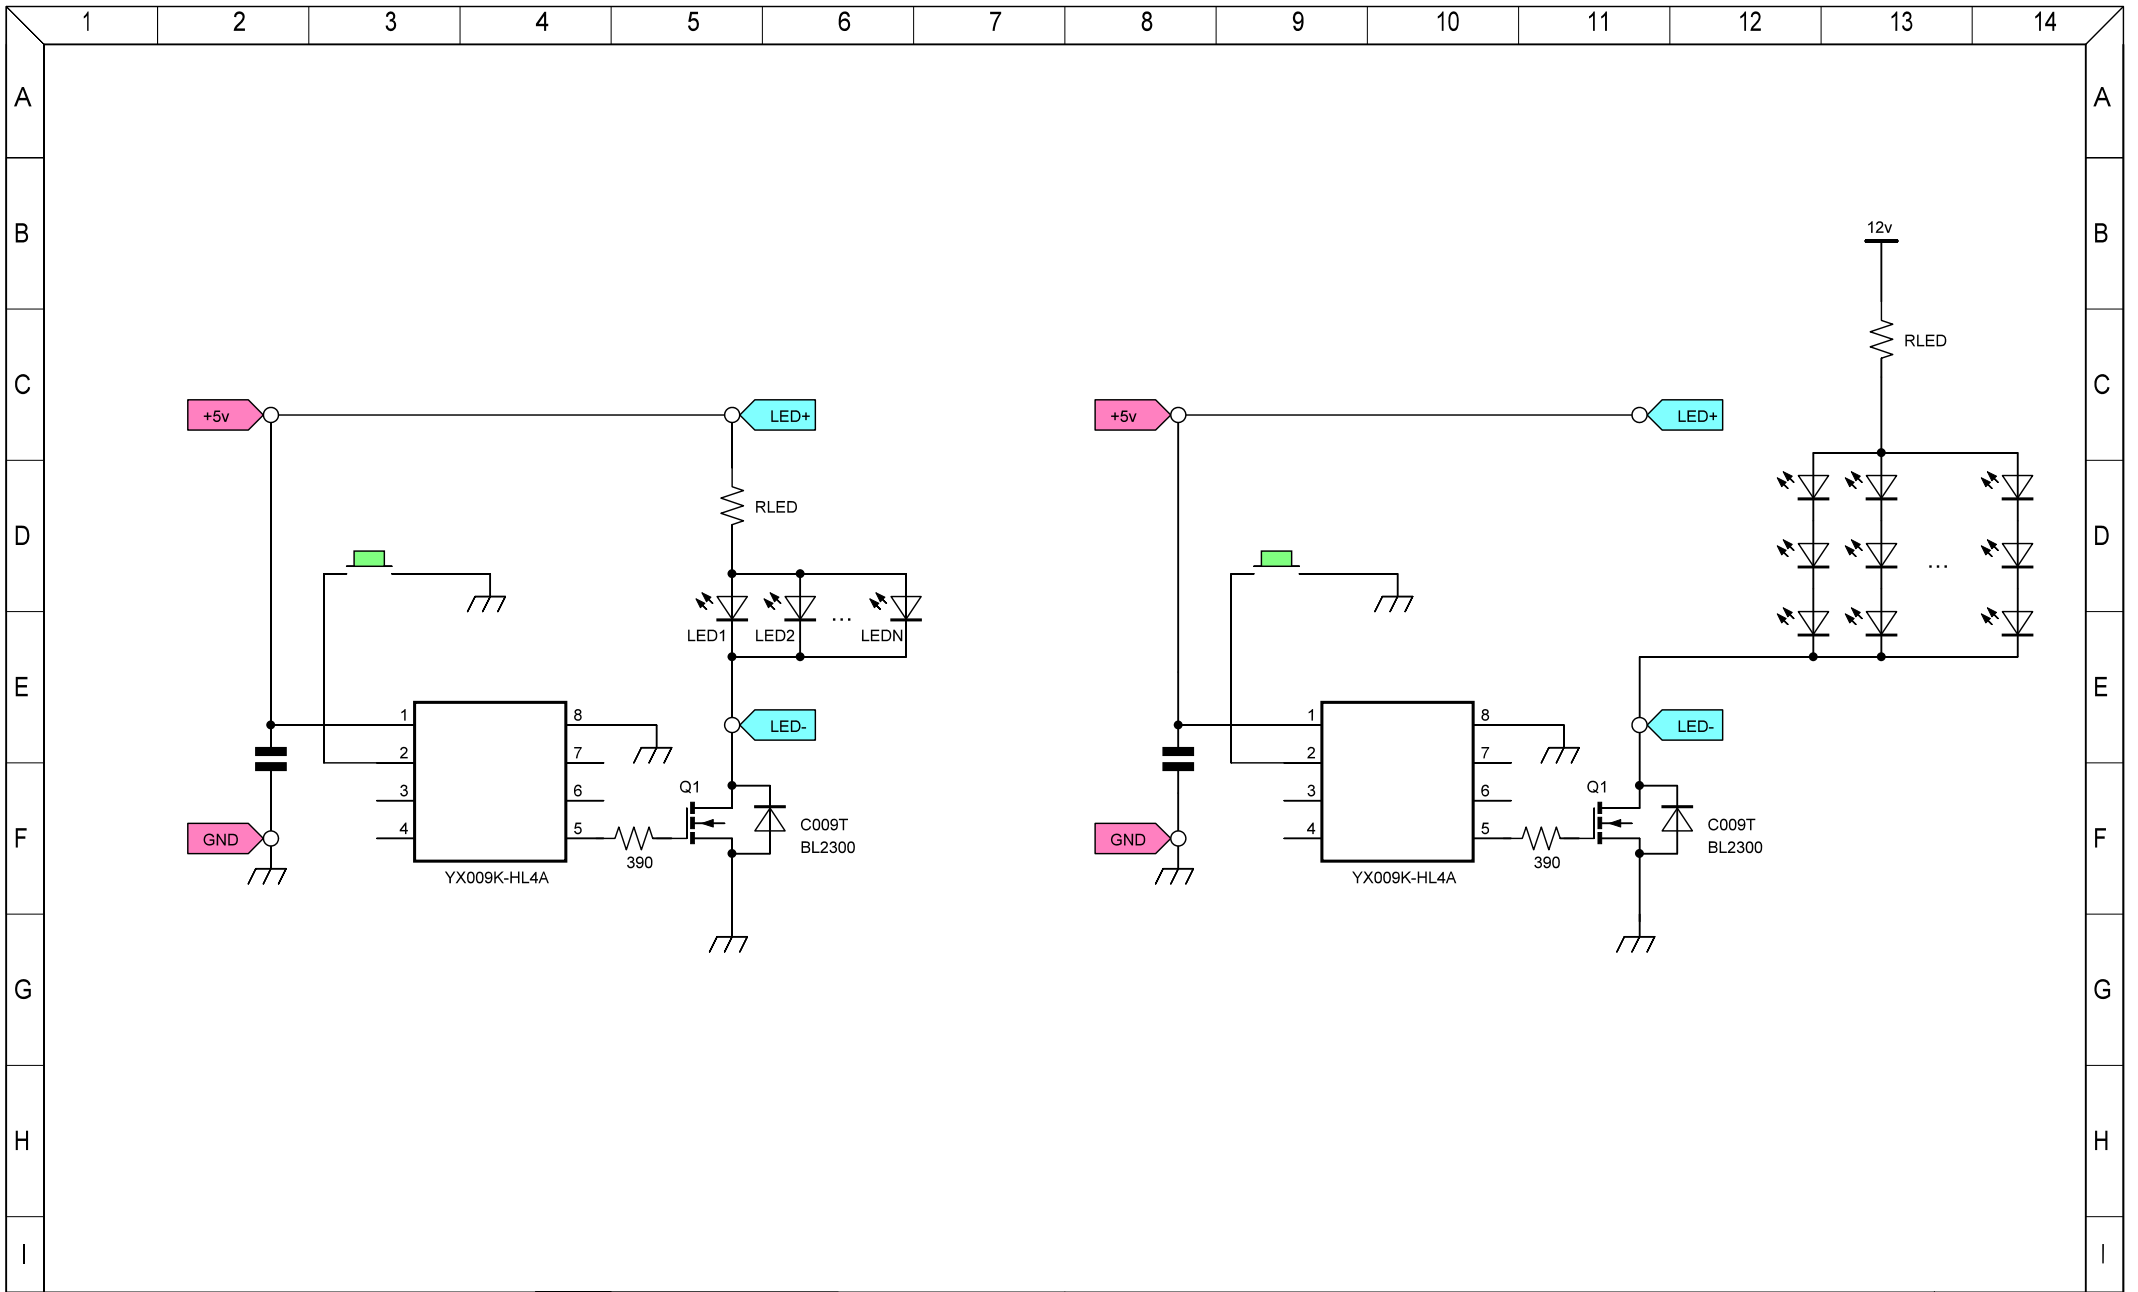 1 2 3 4 5 6 7 8 9 10 11 12 13 14
A A
B B
12v
RLED
C C
+5v LED+ +5v LED+
D D
RLED
...
...
LED1 LED2 LEDN
E E
LED- LED-
1 8 1 8
2 7 2 7
3 6 3 6
4 5 4 5
Q1 Q1
F F
GND GND
C009T C009T
BL2300 BL2300
390 390
YX009K-HL4A YX009K-HL4A
G G
H H
I I